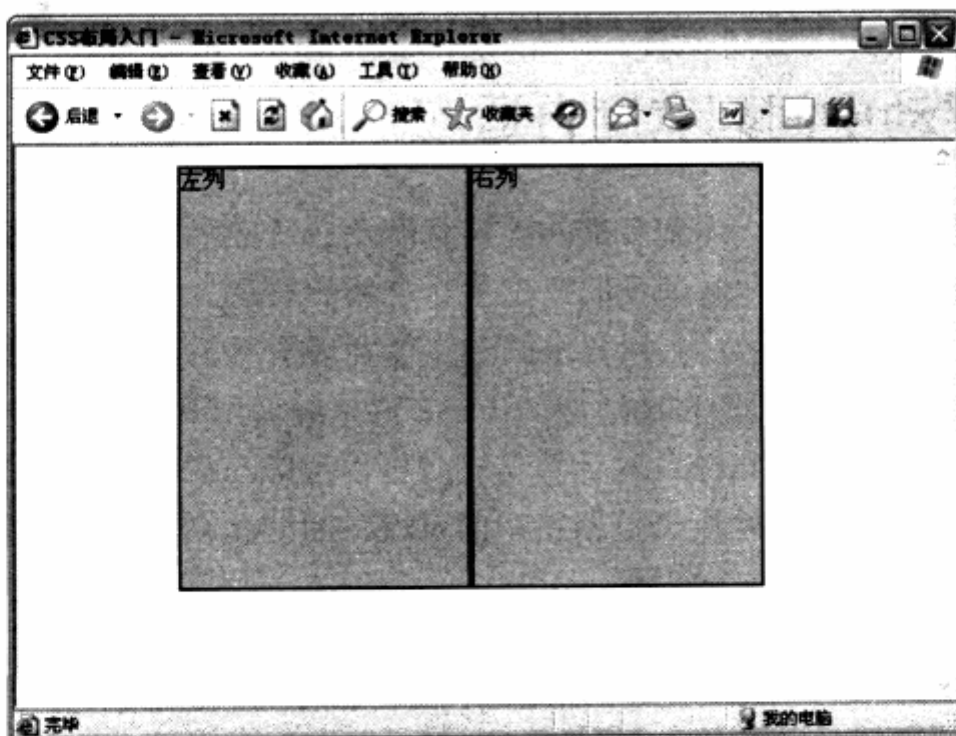 CSS布局入门 - Microsoft Internet Explorer
文件(F) 编辑(E) 查看(V) 收藏(A) 工具(T) 帮助(H)
后退 搜索 收藏夹
左列 右列
完毕 我的电脑